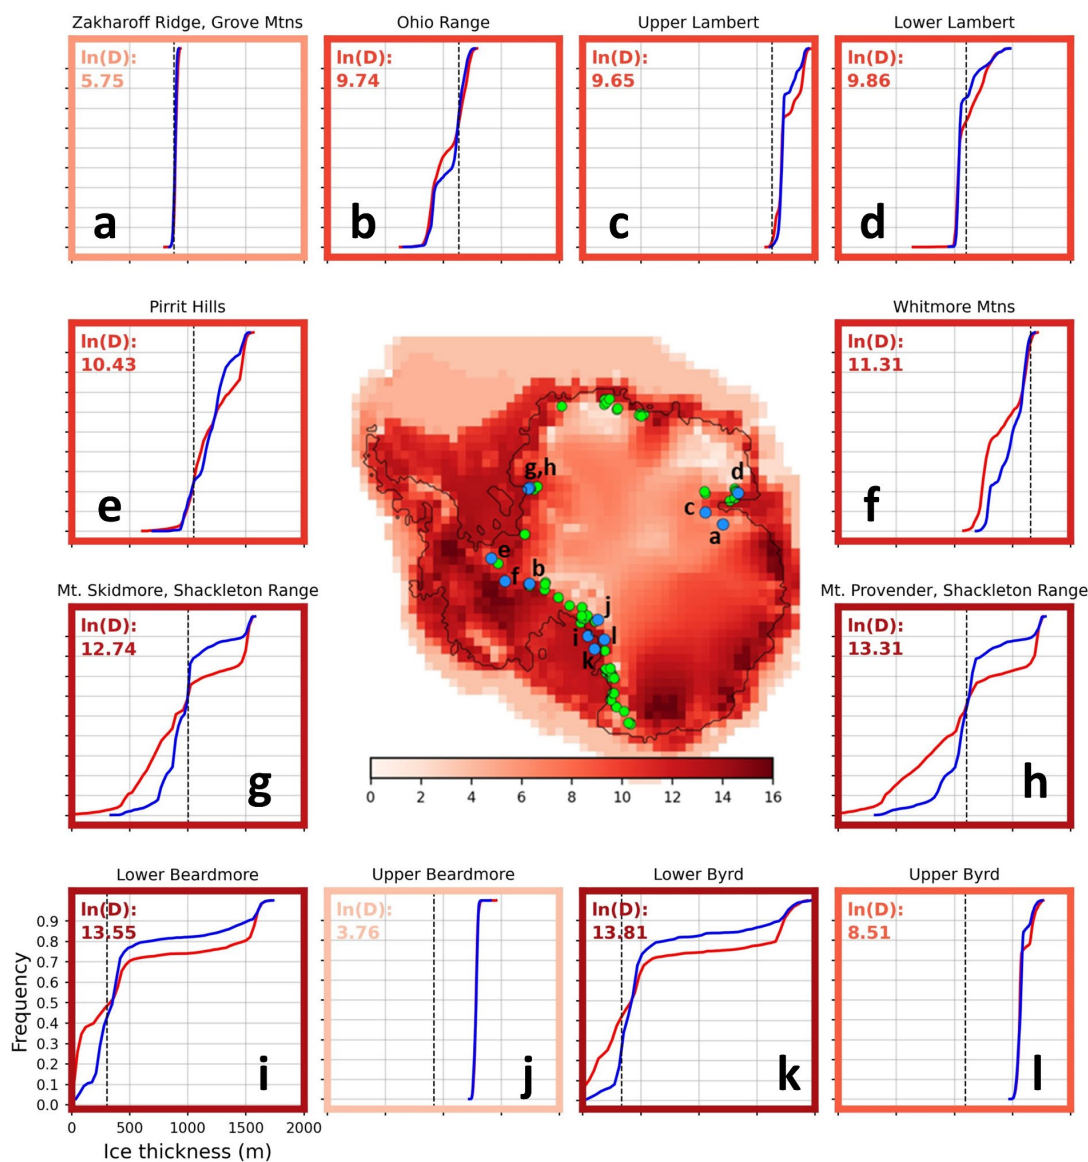 Zakharoff Ridge, Grove Mtns
ln(D):
5.75
a
Ohio Range
ln(D):
9.74
b
Upper Lambert
ln(D):
9.65
c
Lower Lambert
ln(D):
9.86
d
Pirrit Hills
ln(D):
10.43
e
g,h
d
c
a
e
f
b
j
i
l
k
0 2 4 6 8 10 12 14 16
Whitmore Mtns
ln(D):
11.31
f
Mt. Skidmore, Shackleton Range
ln(D):
12.74
g
Mt. Provender, Shackleton Range
ln(D):
13.31
h
Lower Beardmore
ln(D):
13.55
i
0.9
0.8
0.7
0.6
0.5
0.4
0.3
0.2
0.1
0.0
Frequency
0 500 1000 1500 2000
Ice thickness (m)
Upper Beardmore
ln(D):
3.76
j
Lower Byrd
ln(D):
13.81
k
Upper Byrd
ln(D):
8.51
l